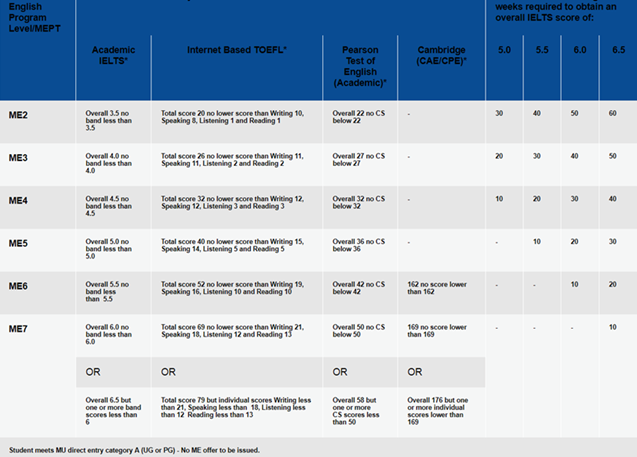 English
Program
Level/MEPT
weeks required to obtain an
overall IELTS score of:
Academic
IELTS*
Internet Based TOEFL*
Pearson
Test of
English
(Academic)*
Cambridge
(CAE/CPE)*
5.0
5.5
6.0
6.5
ME2
Overall 3.5 no
band less than
3.5
Total score 20 no lower score than Writing 10,
Speaking 8, Listening 1 and Reading 1
Overall 22 no CS
below 22
-
30
40
50
60
ME3
Overall 4.0 no
band less than
4.0
Total score 26 no lower score than Writing 11,
Speaking 11, Listening 2 and Reading 2
Overall 27 no CS
below 27
-
20
30
40
50
ME4
Overall 4.5 no
band less than
4.5
Total score 32 no lower score than Writing 12,
Speaking 12, Listening 3 and Reading 3
Overall 32 no CS
below 32
-
10
20
30
40
ME5
Overall 5.0 no
band less than
5.0
Total score 40 no lower score than Writing 15,
Speaking 14, Listening 5 and Reading 5
Overall 36 no CS
below 36
-
-
10
20
30
ME6
Overall 5.5 no
band less
than 5.5
Total score 52 no lower score than Writing 19,
Speaking 16, Listening 10 and Reading 10
Overall 42 no CS
below 42
162 no score lower
than 162
-
-
10
20
ME7
Overall 6.0 no
band less than
6.0
Total score 69 no lower score than Writing 21,
Speaking 18, Listening 12 and Reading 13
Overall 50 no CS
below 50
169 no score lower
than 169
-
-
-
10
OR
OR
OR
OR
Overall 6.5 but
one or more band
scores less than
6
Total score 79 but individual scores Writing less
than 21, Speaking less than 18, Listening less
than 12 Reading less than 13
Overall 58 but
one or more
CS scores less
than 50
Overall 176 but one
or more individual
scores lower than
169
Student meets MU direct entry category A (UG or PG) - No ME offer to be issued.